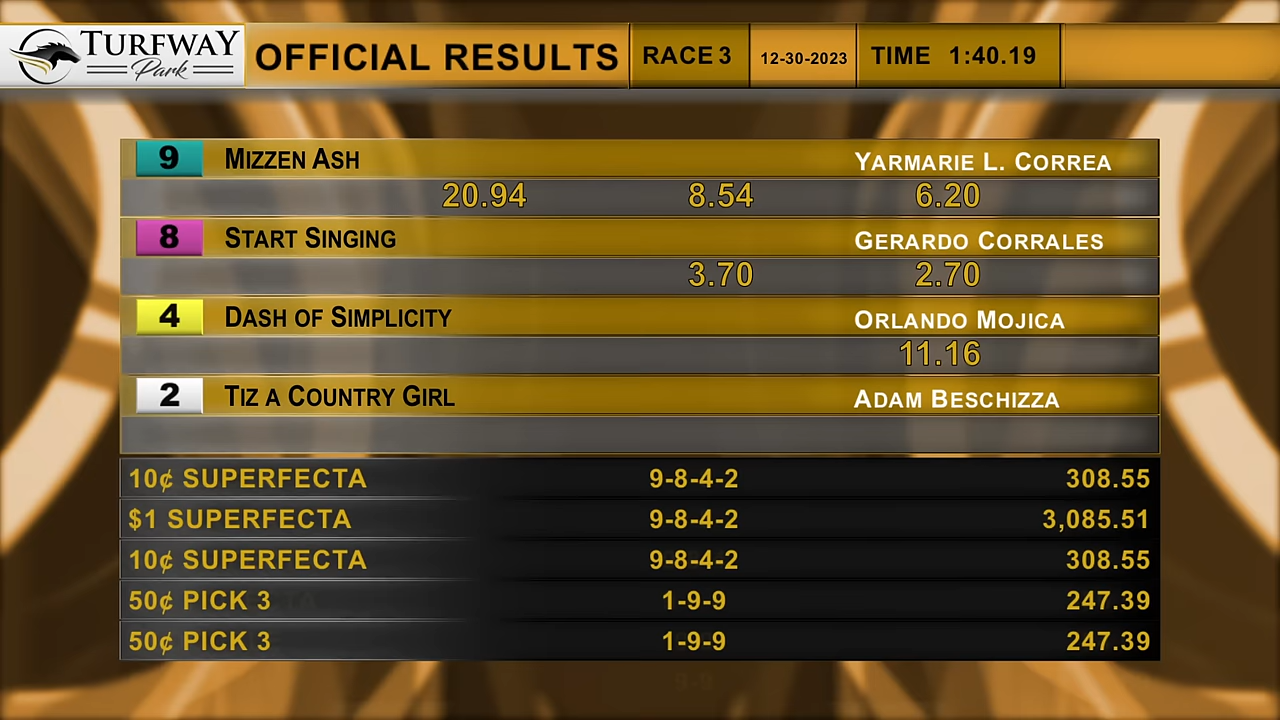 TURFWAY Park OFFICIAL RESULTS RACE 3 12-30-2023 TIME 1:40.19
9 MIZZEN ASH YARMARIE L. CORREA
20.94 8.54 6.20
8 START SINGING GERARDO CORRALES
3.70 2.70
4 DASH OF SIMPLICITY ORLANDO MOJICA
11.16
2 TIZ A COUNTRY GIRL ADAM BESCHIZZA
10¢ SUPERFECTA 9-8-4-2 308.55
$1 SUPERFECTA 9-8-4-2 3,085.51
10¢ SUPERFECTA 9-8-4-2 308.55
50¢ PICK 3 1-9-9 247.39
50¢ PICK 3 1-9-9 247.39